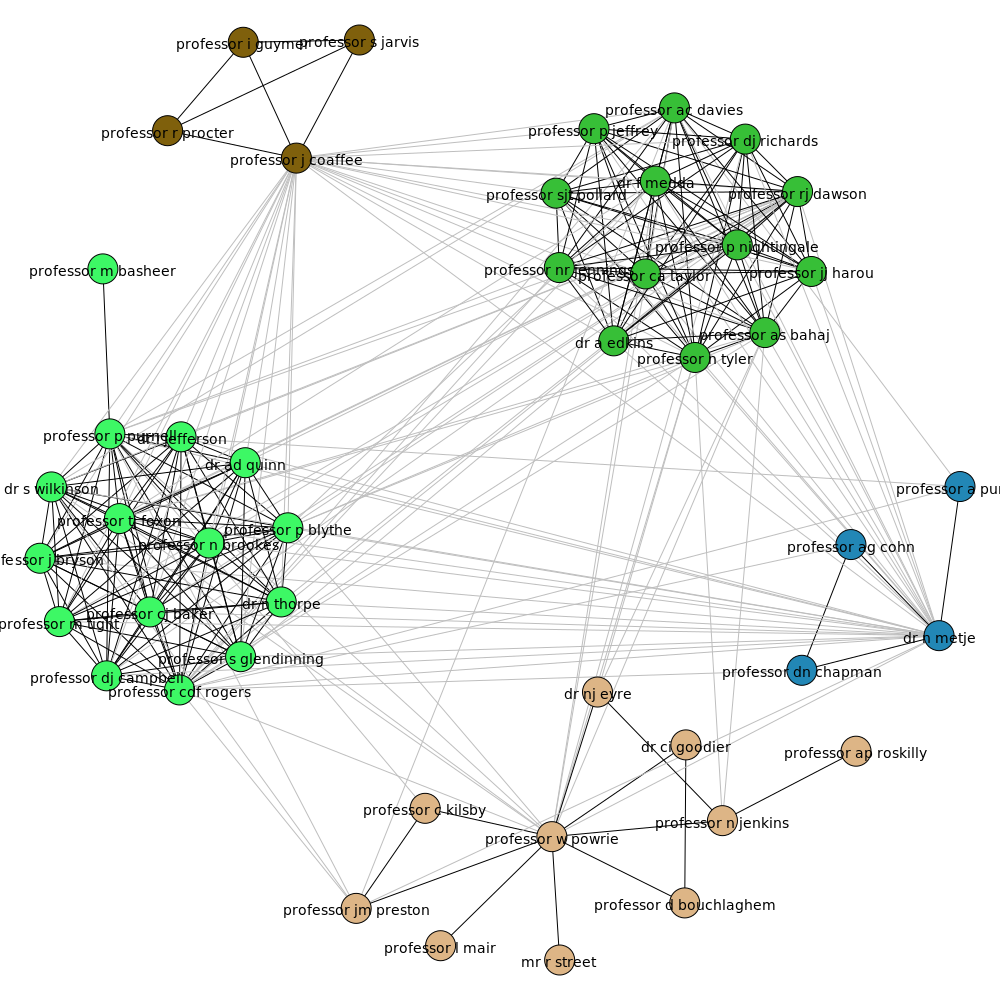 professor i guymer
professor s jarvis
professor r procter
professor j coaffee
professor ac davies
professor p jeffrey
professor dj richards
dr f medda
professor sjt pollard
professor rj dawson
professor p nightingale
professor nr jennings
professor ca taylor
professor jj harou
dr a edkins
professor as bahaj
professor n tyler
professor m basheer
professor p purnell
dr i jefferson
dr ad quinn
dr s wilkinson
professor tj foxon
professor p blythe
professor n brookes
fessor j bryson
professor cj baker
dr n thorpe
professor m tight
professor s glendinning
professor dj campbell
professor cdf rogers
professor a pur
professor ag cohn
dr n metje
professor dn chapman
dr nj eyre
dr ci goodier
professor ap roskilly
professor c kilsby
professor w powrie
professor n jenkins
professor jm preston
professor d bouchlaghem
professor l mair
mr r street